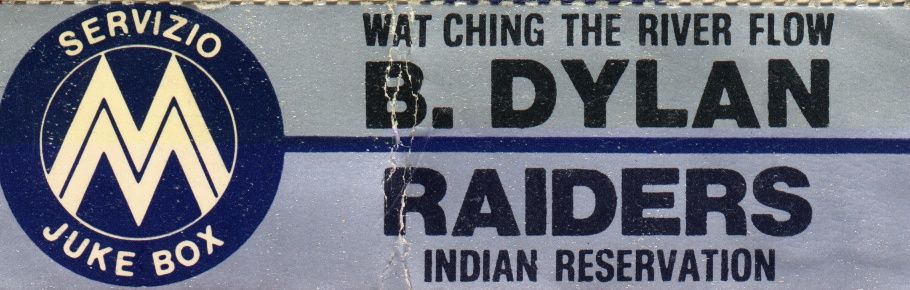 SERVIZIO
M
JUKE BOX
WAT CHING THE RIVER FLOW
B. DYLAN
RAIDERS
INDIAN RESERVATION